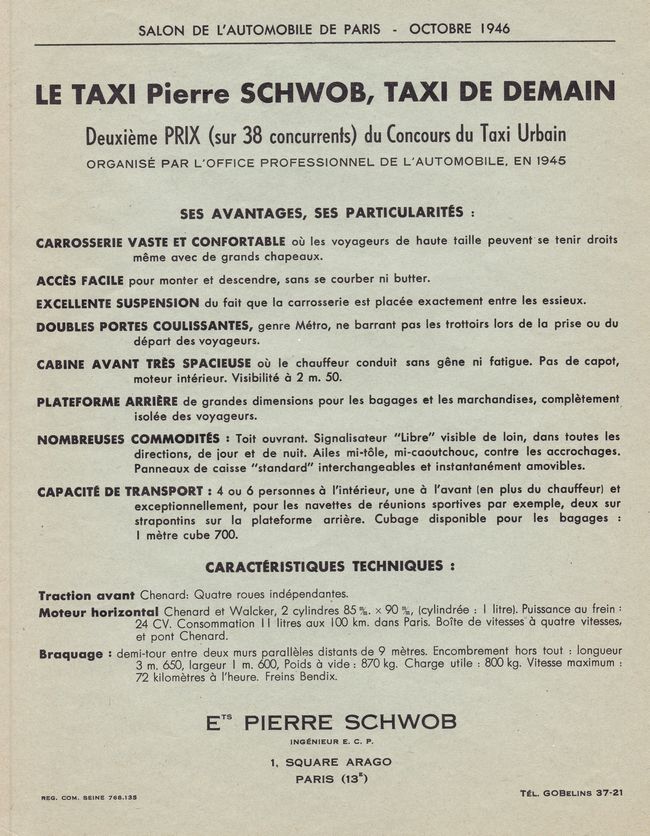 SALON DE L'AUTOMOBILE DE PARIS - OCTOBRE 1946
LE TAXI Pierre SCHWOB, TAXI DE DEMAIN
Deuxième PRIX (sur 38 concurrents) du Concours du Taxi Urbain
ORGANISÉ PAR L'OFFICE PROFESSIONNEL DE L'AUTOMOBILE, EN 1945
SES AVANTAGES, SES PARTICULARITÉS :
CARROSSERIE VASTE ET CONFORTABLE où les voyageurs de haute taille peuvent se tenir droits
même avec de grands chapeaux.
ACCÈS FACILE pour monter et descendre, sans se courber ni butter.
EXCELLENTE SUSPENSION du fait que la carrosserie est placée exactement entre les essieux.
DOUBLES PORTES COULISSANTES, genre Métro, ne barrant pas les trottoirs lors de la prise ou du
départ des voyageurs.
CABINE AVANT TRÈS SPACIEUSE où le chauffeur conduit sans gêne ni fatigue. Pas de capot,
moteur intérieur. Visibilité à 2 m. 50.
PLATEFORME ARRIÈRE de grandes dimensions pour les bagages et les marchandises, complètement
isolée des voyageurs.
NOMBREUSES COMMODITÉS : Toit ouvrant. Signalisateur "Libre" visible de loin, dans toutes les
directions, de jour et de nuit. Ailes mi-tôle, mi-caoutchouc, contre les accrochages.
Panneaux de caisse "standard" interchangeables et instantanément amovibles.
CAPACITÉ DE TRANSPORT : 4 ou 6 personnes à l'intérieur, une à l'avant (en plus du chauffeur) et
exceptionnellement, pour les navettes de réunions sportives par exemple, deux sur
strapontins sur la plateforme arrière. Cubage disponible pour les bagages :
1 mètre cube 700.
CARACTÉRISTIQUES TECHNIQUES :
Traction avant Chenard: Quatre roues indépendantes.
Moteur horizontal Chenard et Walcker, 2 cylindres 85 m/m. × 90 m/m, (cylindrée : 1 litre). Puissance au frein :
24 CV. Consommation 11 litres aux 100 km. dans Paris. Boîte de vitesses à quatre vitesses,
et pont Chenard.
Braquage : demi-tour entre deux murs parallèles distants de 9 mètres. Encombrement hors tout : longueur
3 m. 650, largeur 1 m. 600, Poids à vide : 870 kg. Charge utile : 800 kg. Vitesse maximum :
72 kilomètres à l'heure. Freins Bendix.
ETS PIERRE SCHWOB
INGÉNIEUR E. C. P.
1, SQUARE ARAGO
PARIS (13E)
REG. COM. SEINE 768.135
TÉL. GOBelins 37-21